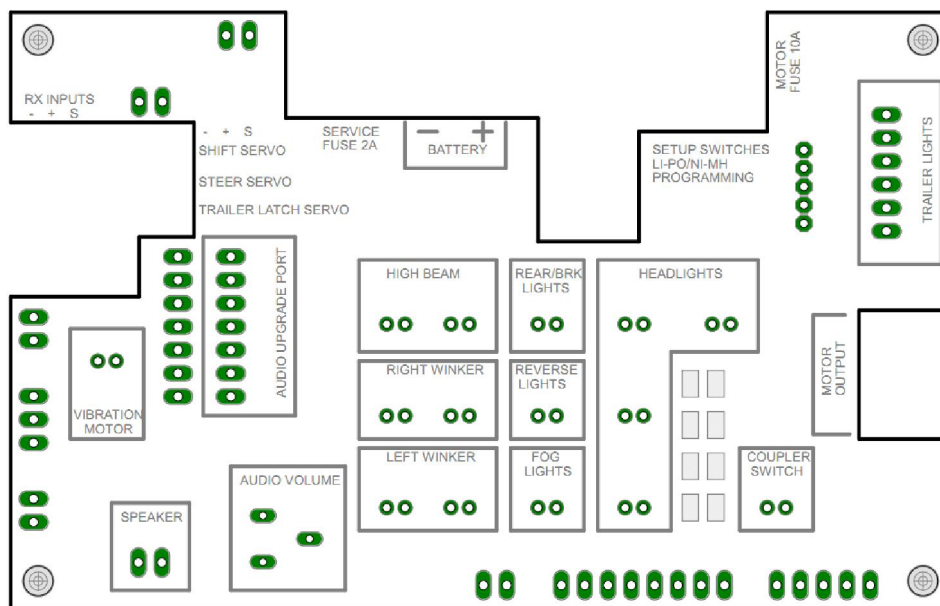 RX INPUTS
- + S
- + S
SHIFT SERVO
STEER SERVO
TRAILER LATCH SERVO
SERVICE
FUSE 2A
- +
BATTERY
SETUP SWITCHES
LI-PO/NI-MH
PROGRAMMING
MOTOR
FUSE 10A
TRAILER LIGHTS
AUDIO UPGRADE PORT
HIGH BEAM
REAR/BRK
LIGHTS
HEADLIGHTS
VIBRATION
MOTOR
RIGHT WINKER
REVERSE
LIGHTS
MOTOR
OUTPUT
LEFT WINKER
FOG
LIGHTS
COUPLER
SWITCH
AUDIO VOLUME
SPEAKER